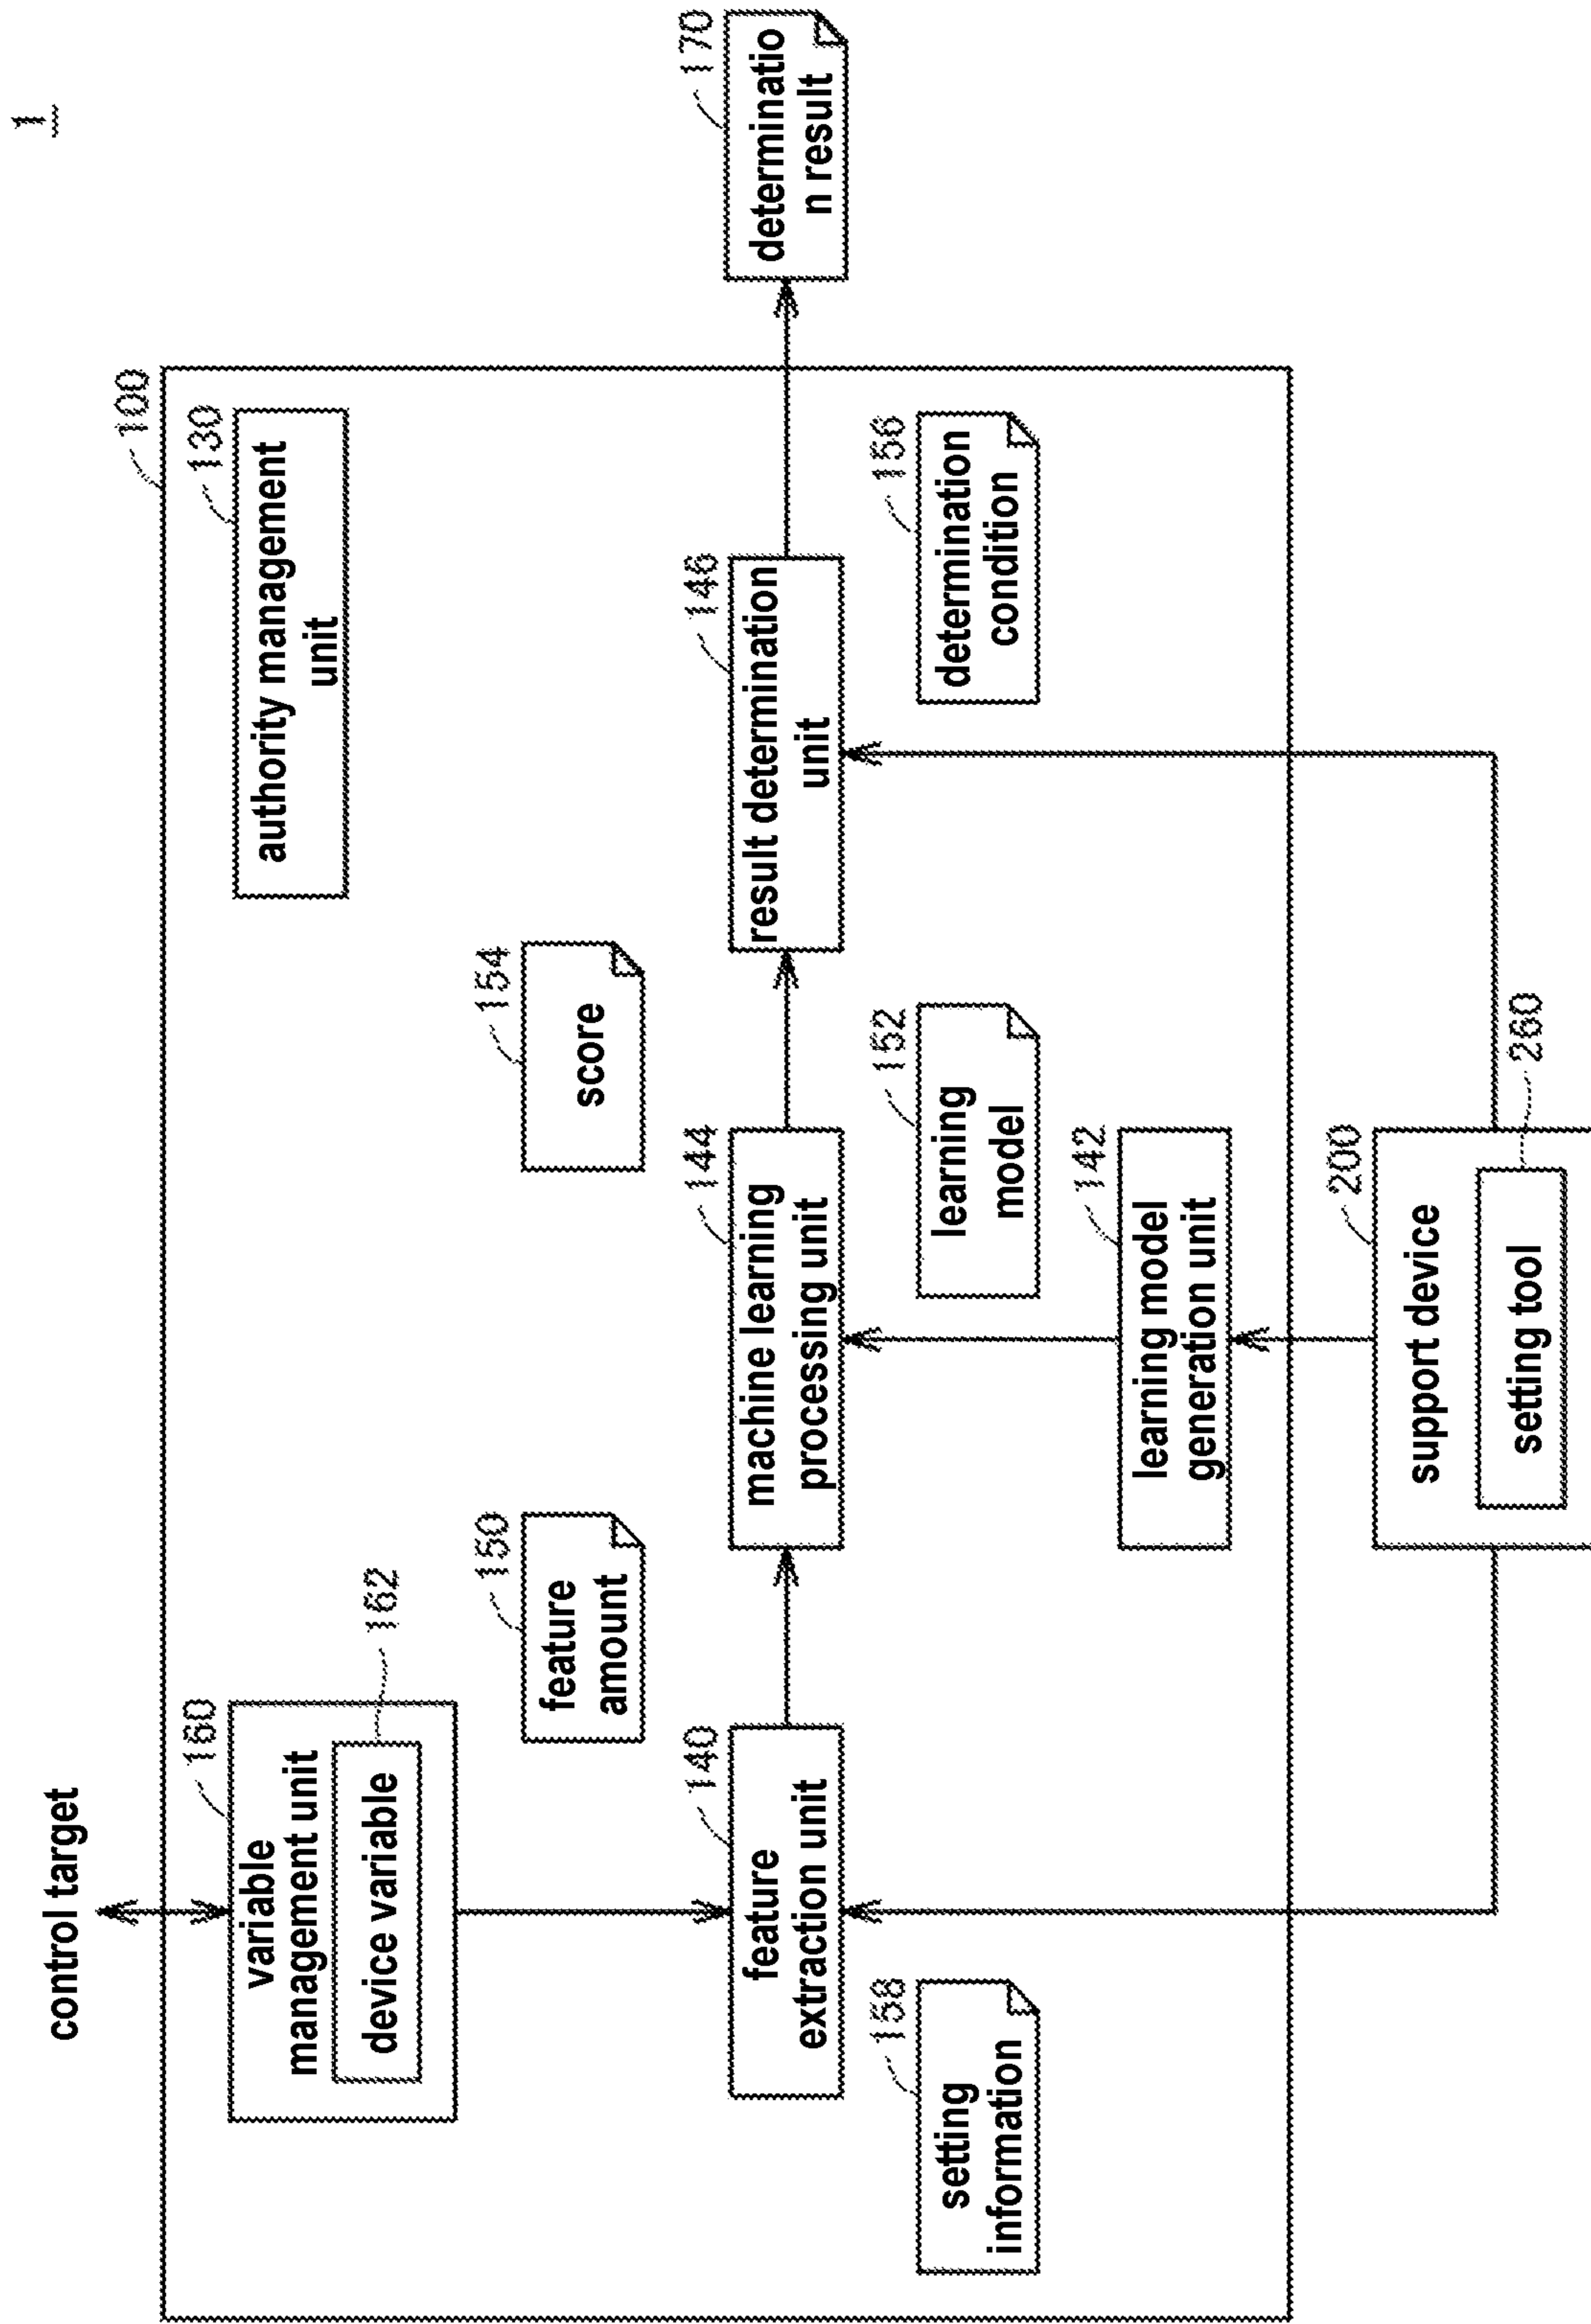 1
control target
100
160
variable
management unit
162
device variable
130
authority management
unit
150
feature
amount
154
score
140
feature
extraction unit
144
machine learning
processing unit
146
result determination
unit
170
determinatio
n result
158
setting
information
152
learning
model
156
determination
condition
142
learning model
generation unit
200
support device
260
setting tool